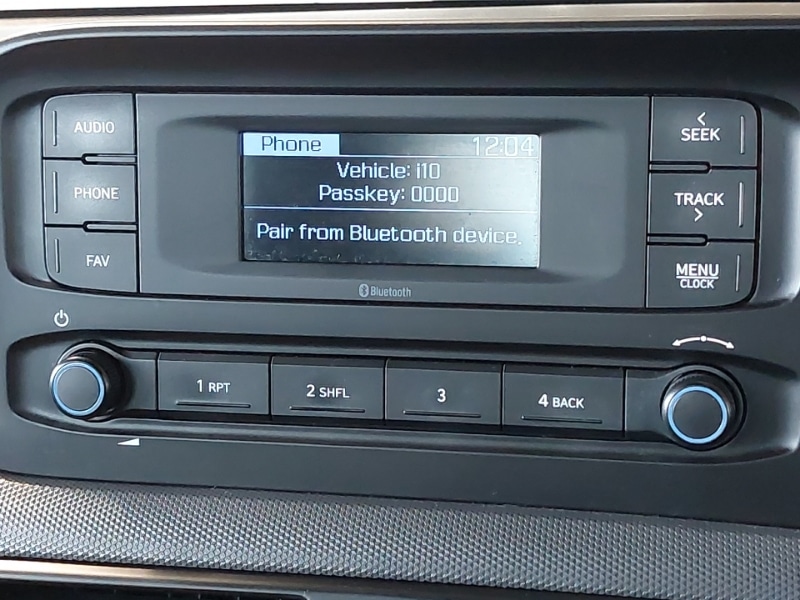 AUDIO
PHONE
FAV
Phone 12:04
Vehicle: i10
Passkey: 0000
Pair from Bluetooth device.
Bluetooth
< SEEK
TRACK >
MENU
CLOCK
1 RPT
2 SHFL
3
4 BACK